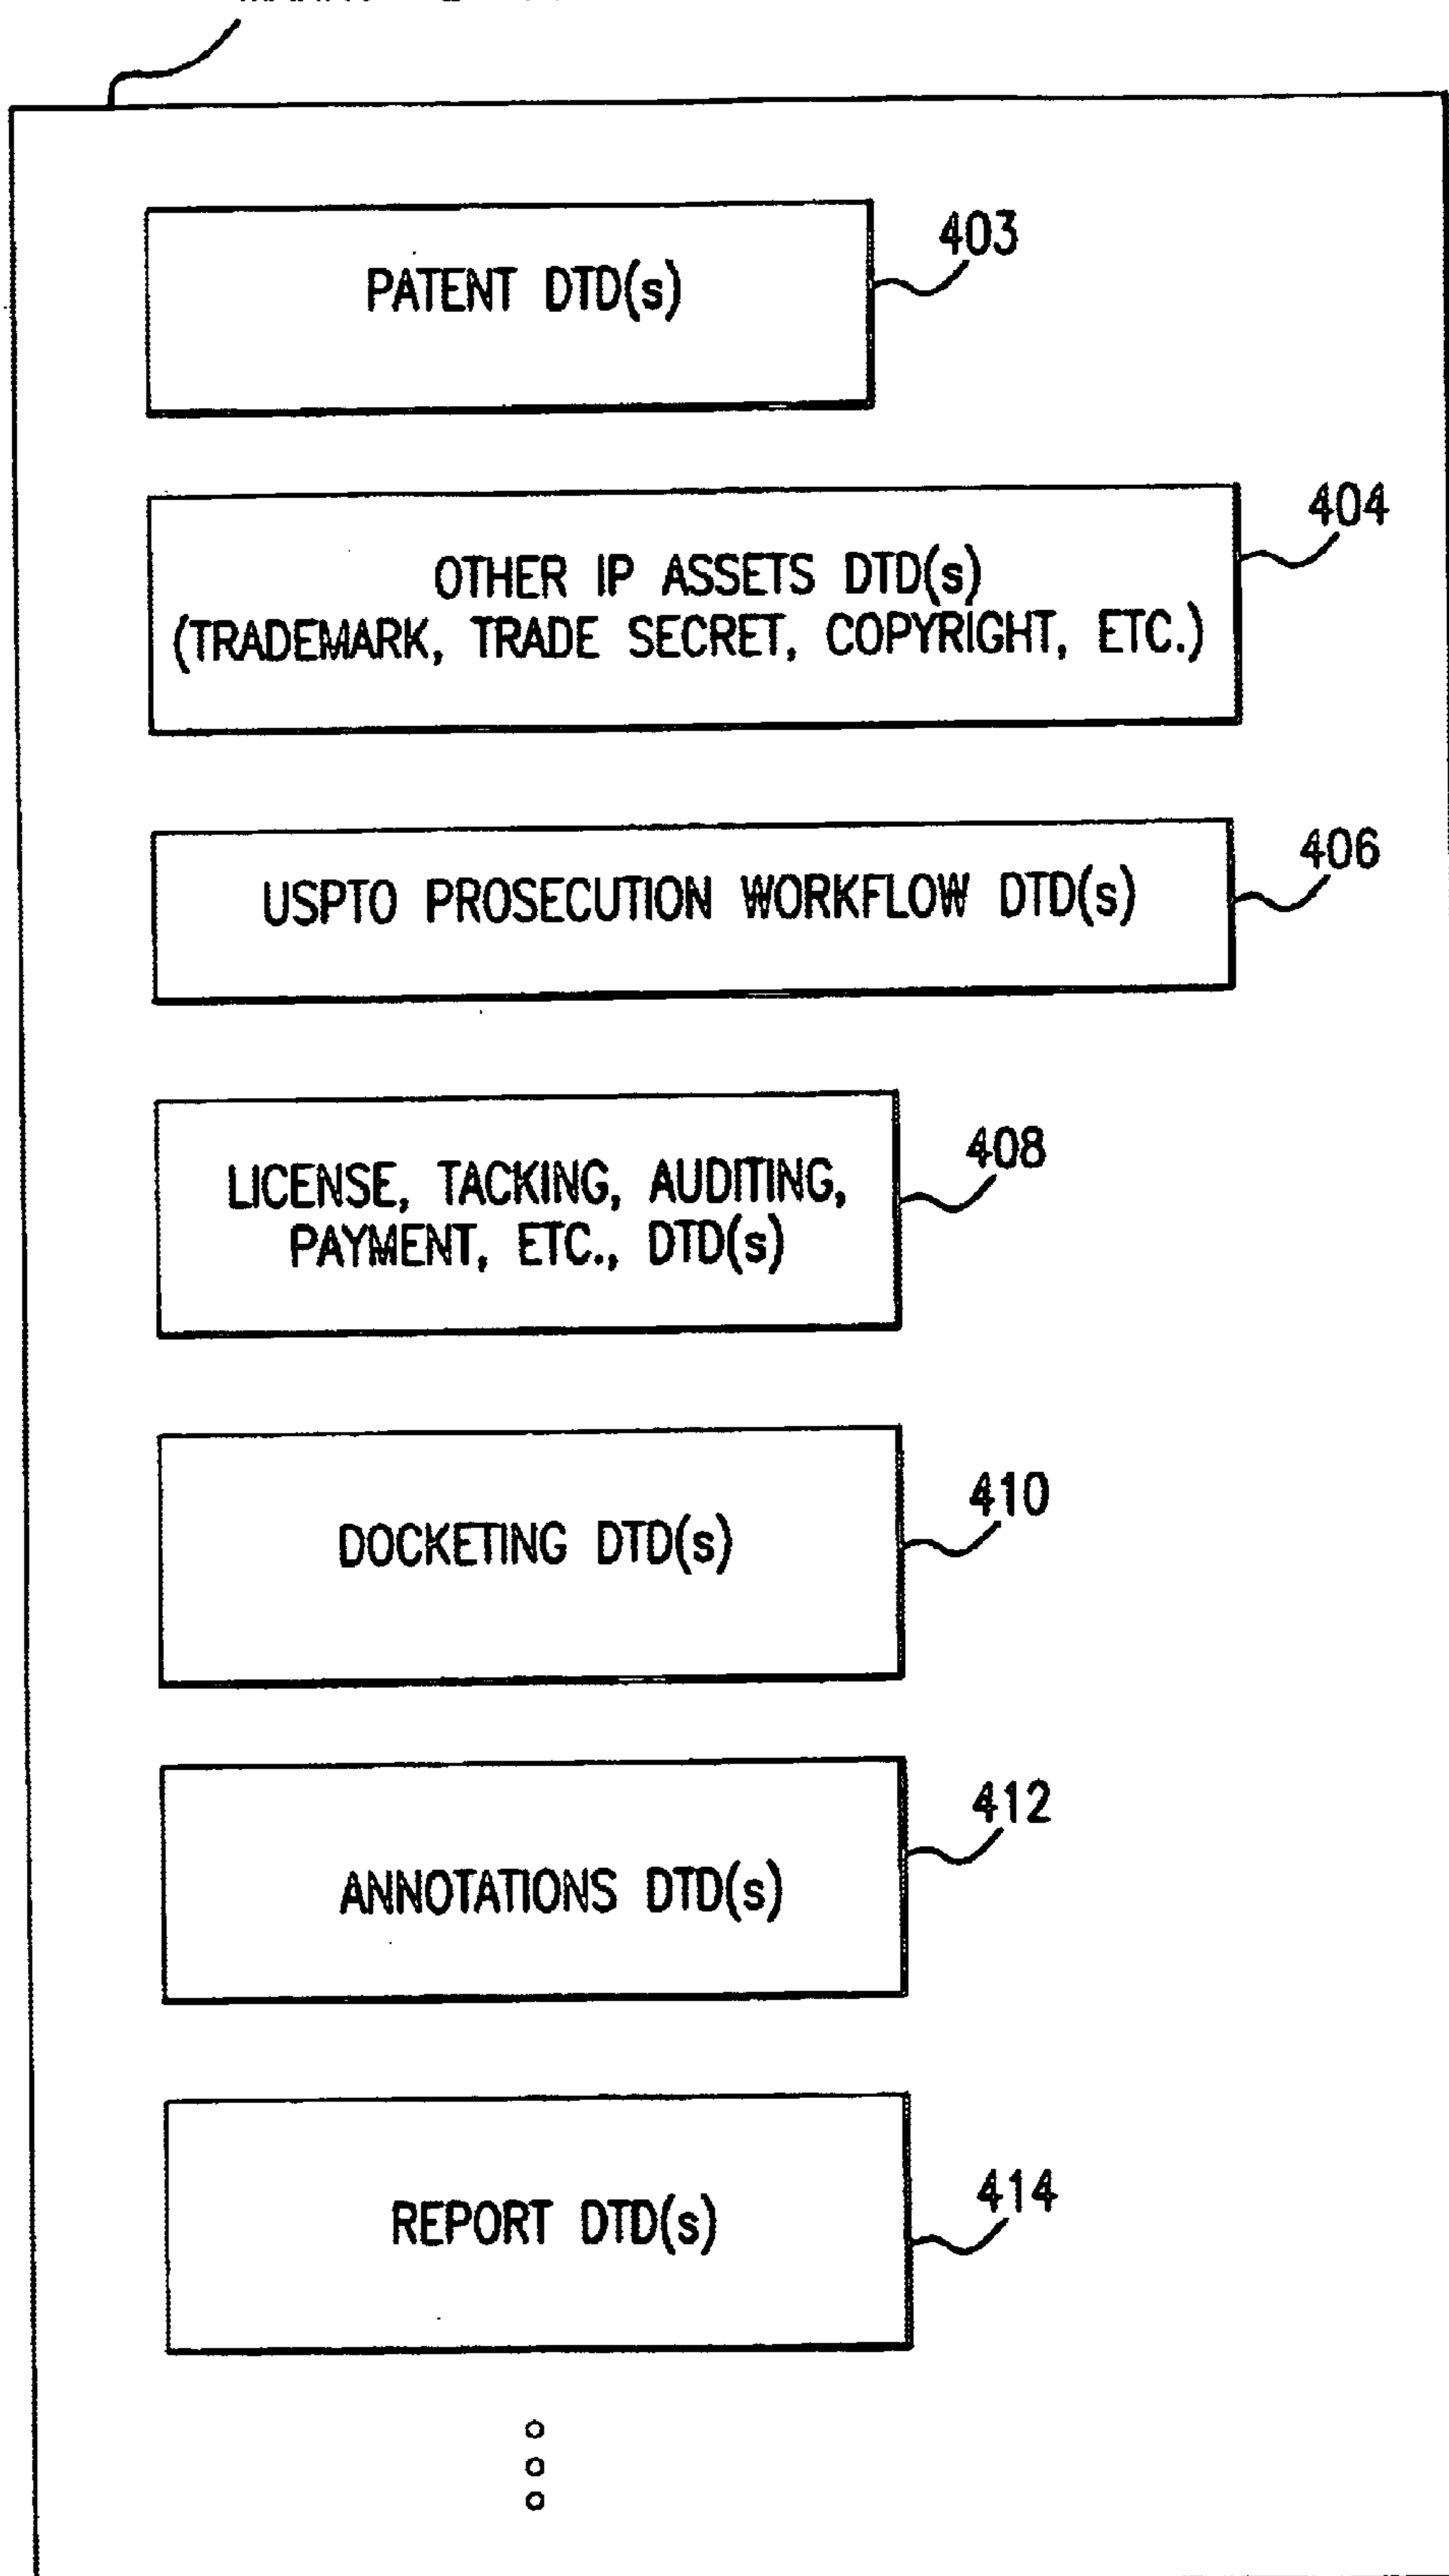 403
PATENT DTD(s)
404
OTHER IP ASSETS DTD(s)
(TRADEMARK, TRADE SECRET, COPYRIGHT, ETC.)
406
USPTO PROSECUTION WORKFLOW DTD(s)
408
LICENSE, TACKING, AUDITING,
PAYMENT, ETC., DTD(s)
410
DOCKETING DTD(s)
412
ANNOTATIONS DTD(s)
414
REPORT DTD(s)